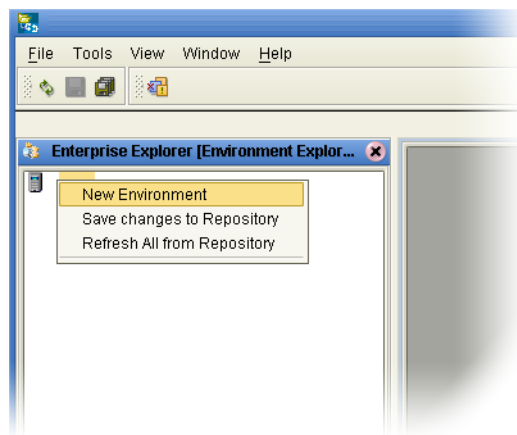 File Tools View Window Help
Enterprise Explorer [Environment Explor...
New Environment
Save changes to Repository
Refresh All from Repository